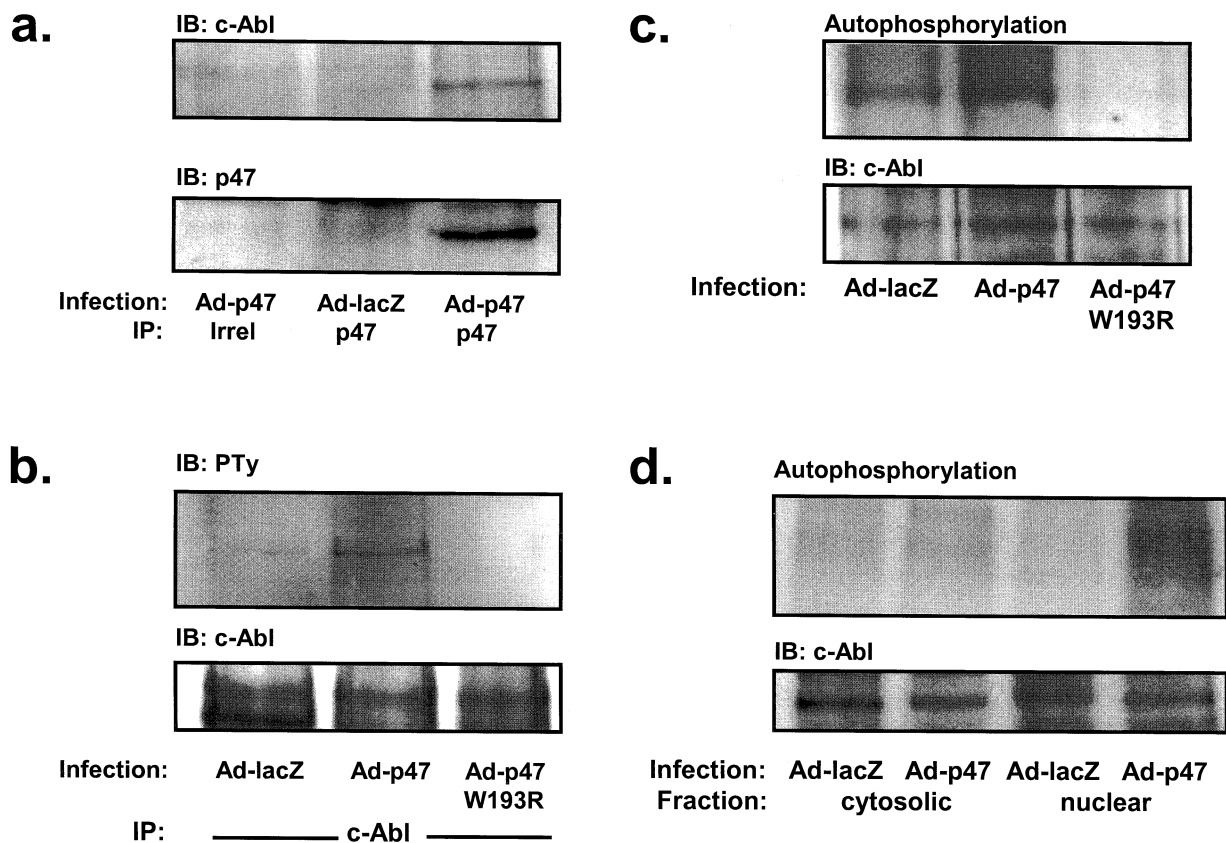 a.
IB: c-Abl
IB: p47
Infection: Ad-p47 Ad-lacZ Ad-p47
IP: Irrel p47 p47
b.
IB: PTy
IB: c-Abl
Infection: Ad-lacZ Ad-p47 Ad-p47
W193R
IP: c-Abl
c.
Autophosphorylation
IB: c-Abl
Infection: Ad-lacZ Ad-p47 Ad-p47
W193R
d.
Autophosphorylation
IB: c-Abl
Infection: Ad-lacZ Ad-p47 Ad-lacZ Ad-p47
Fraction: cytosolic nuclear